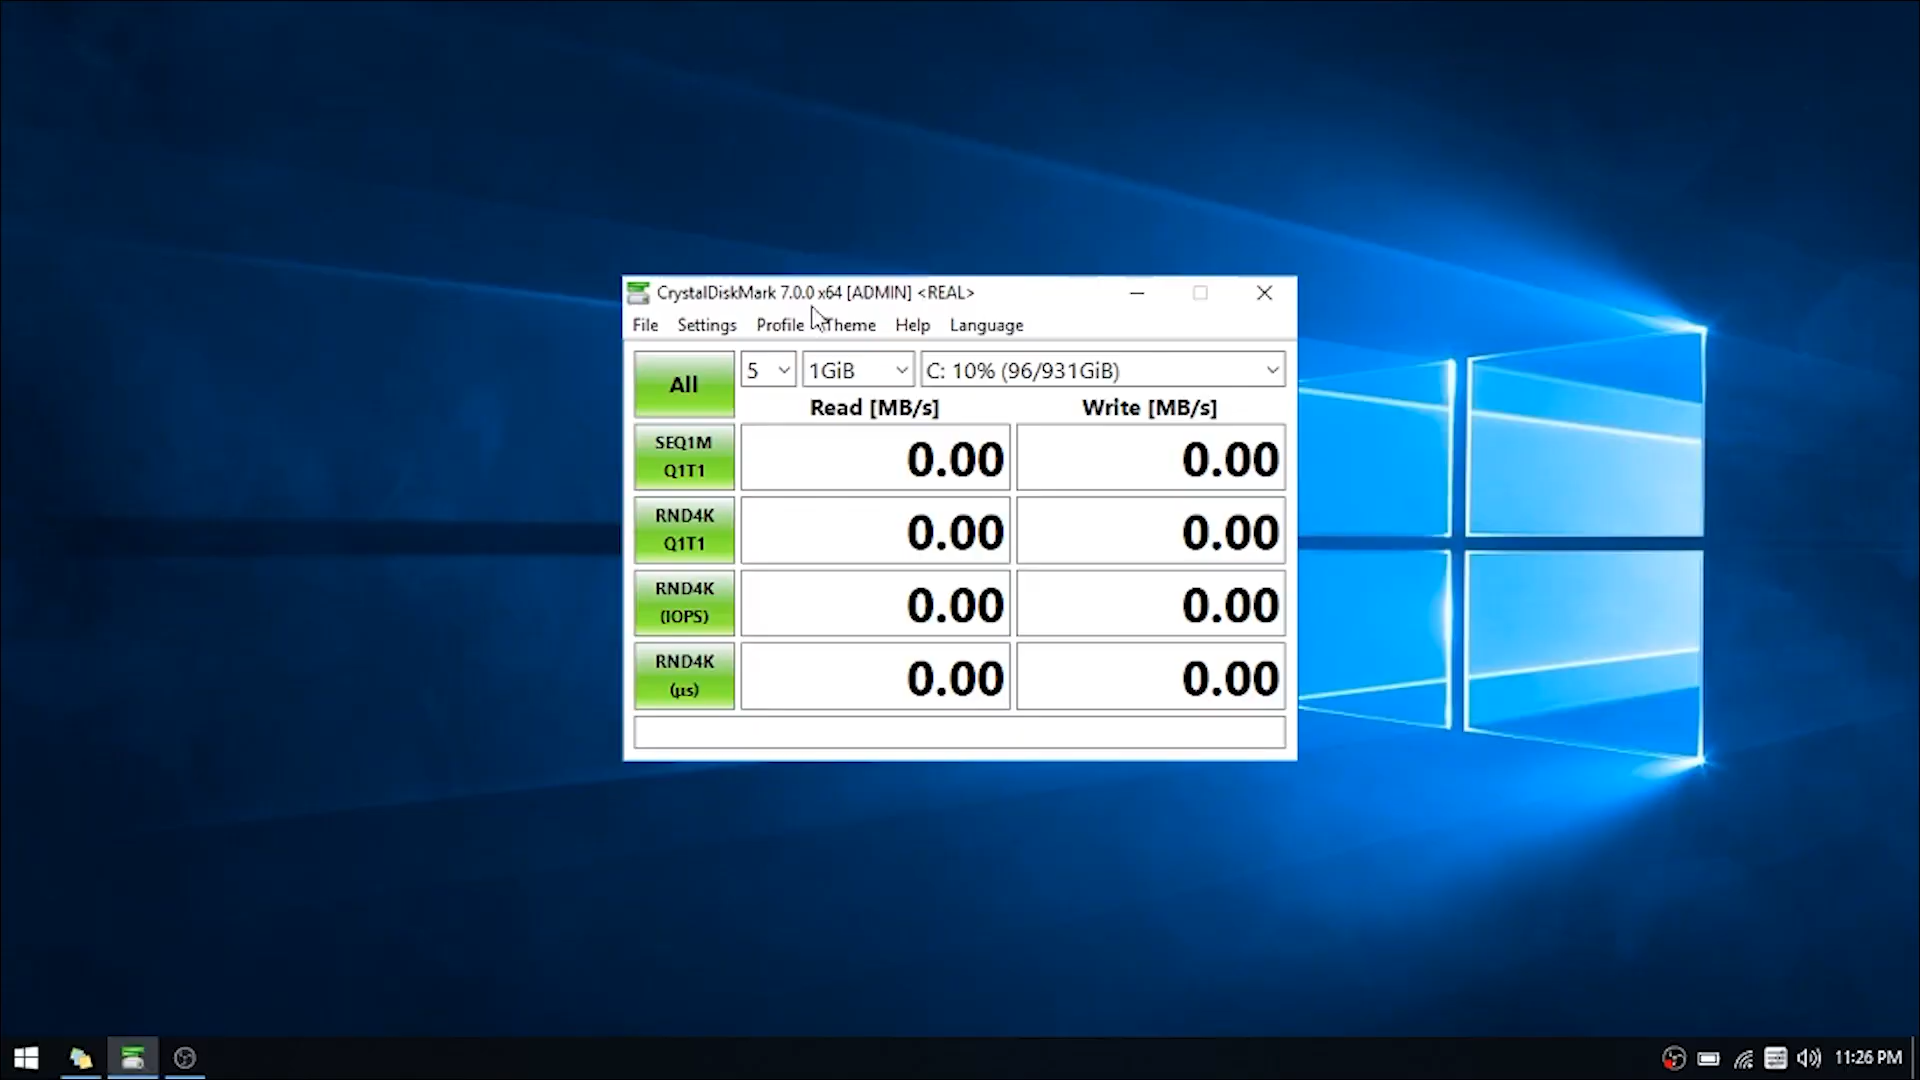 CrystalDiskMark 7.0.0 x64 [ADMIN] <REAL>
File Settings Profile Theme Help Language
All 5 1GiB C: 10% (96/931GiB)
Read [MB/s] Write [MB/s]
SEQ1M
Q1T1 0.00 0.00
RND4K
Q1T1 0.00 0.00
RND4K
(IOPS) 0.00 0.00
RND4K
(µs) 0.00 0.00
11:26 PM